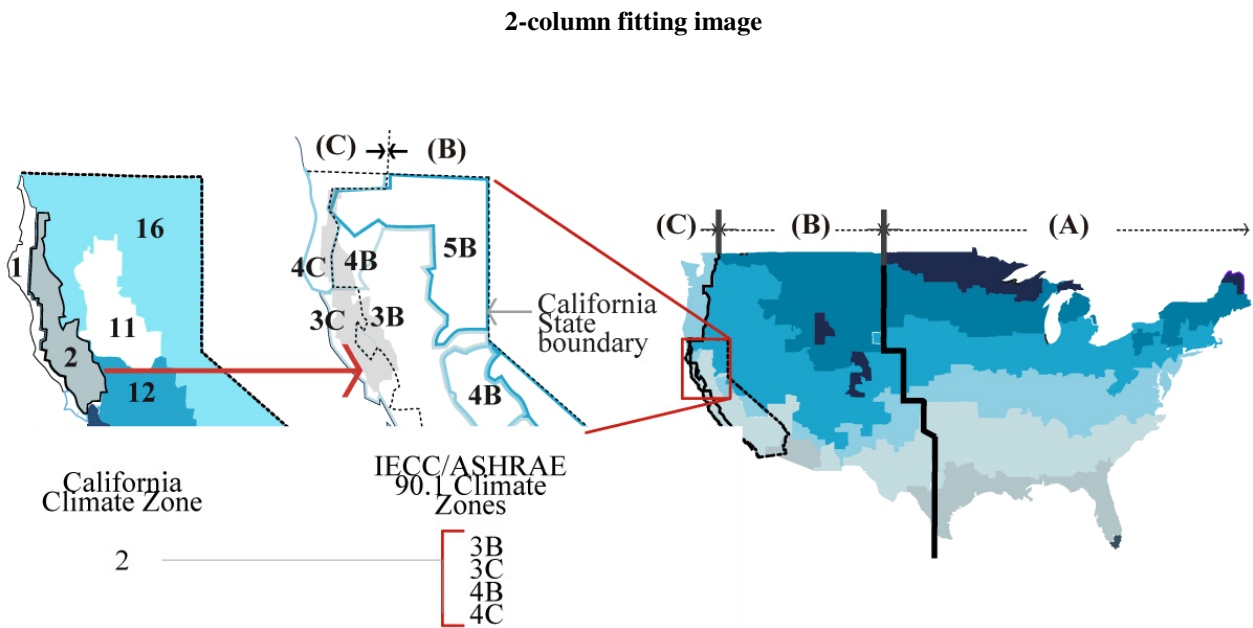 2-column fitting image
(C) (B)
16
1
11
2
12
4C 4B 5B
3C 3B
4B
California
State
boundary
(C) (B) (A)
California
Climate Zone
IECC/ASHRAE
90.1 Climate
Zones
2
3B
3C
4B
4C